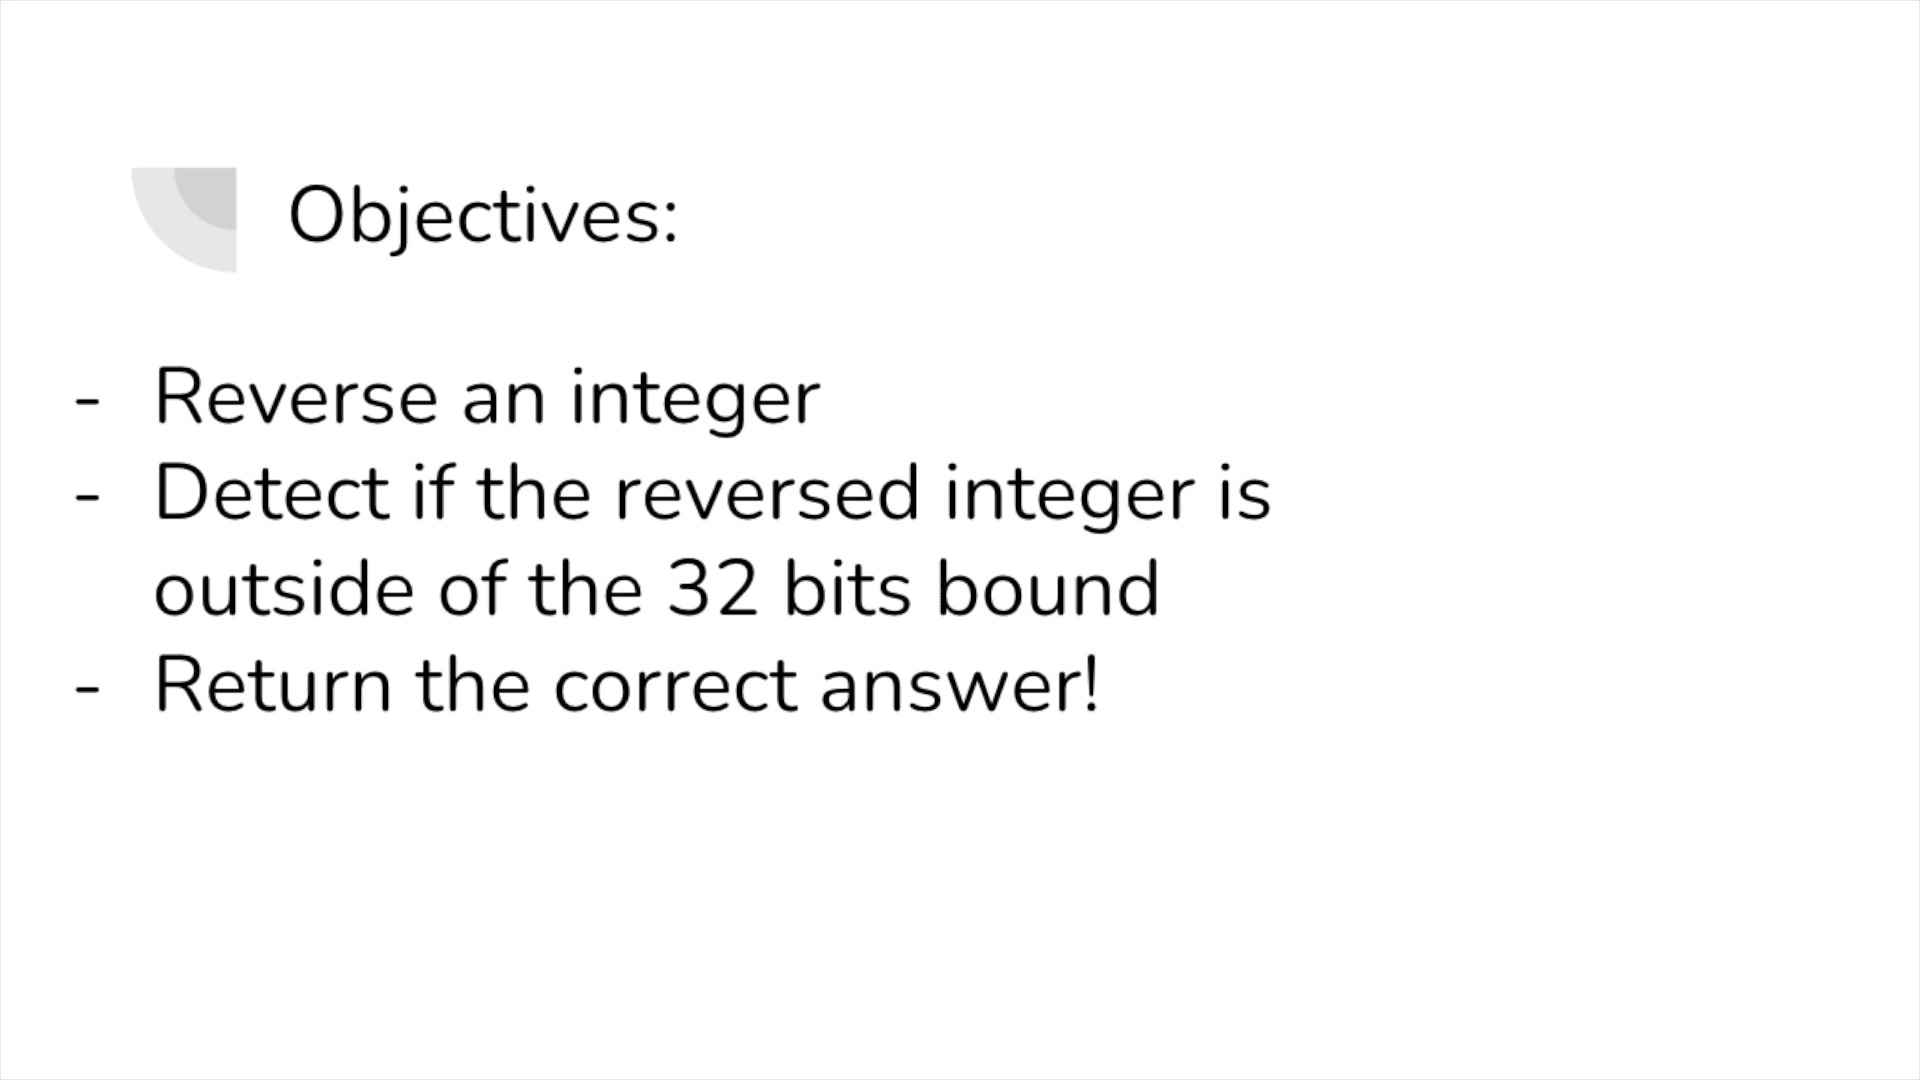 Objectives:
- Reverse an integer
- Detect if the reversed integer is
outside of the 32 bits bound
- Return the correct answer!